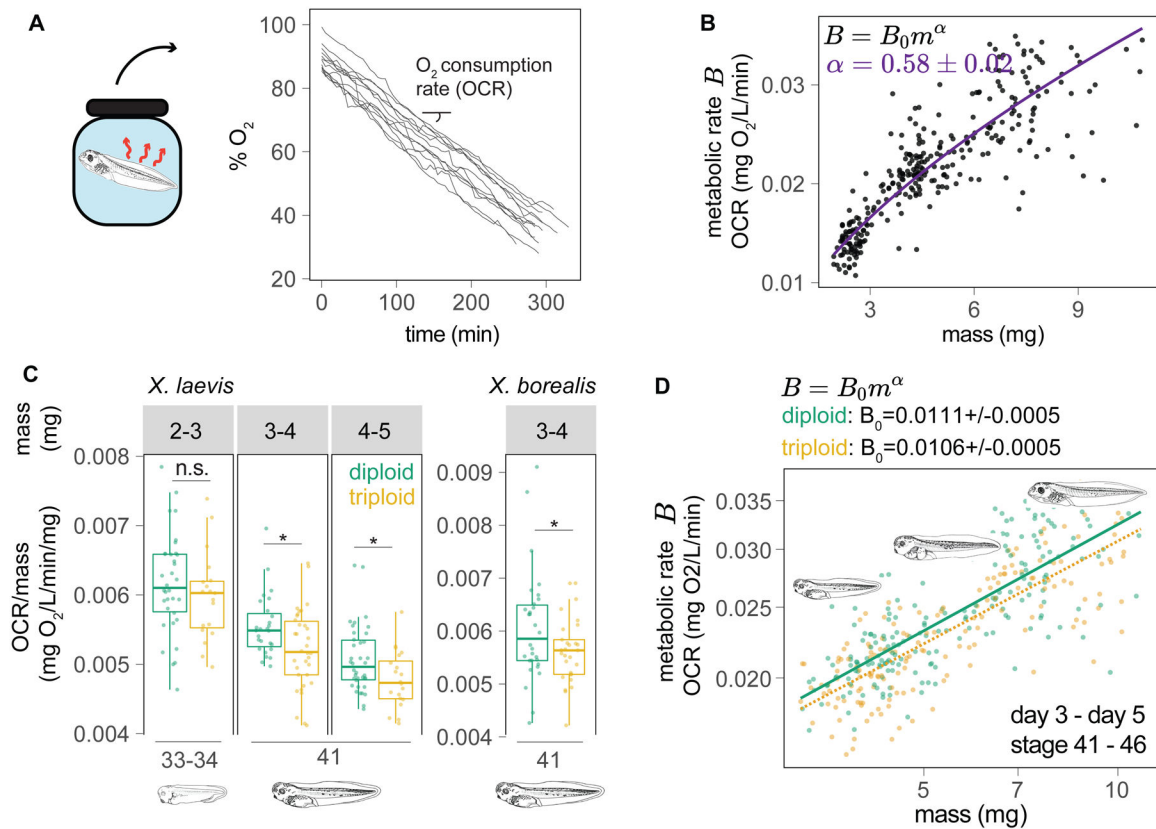 A
100
80
60
40
20
% O₂
O₂ consumption
rate (OCR)
0
100
200
300
time (min)
B
B = B₀m^α
α = 0.58 ± 0.02
metabolic rate B
OCR (mg O₂/L/min)
0.03
0.02
0.01
3
6
9
mass (mg)
C
X. laevis
X. borealis
mass
(mg)
2-3
3-4
4-5
3-4
OCR/mass
(mg O₂/L/min/mg)
0.008
0.007
0.006
0.005
0.004
n.s.
*
*
diploid
triploid
0.009
0.008
0.007
0.006
0.005
0.004
*
33-34
41
41
D
B = B₀m^α
diploid: B₀=0.0111+/-0.0005
triploid: B₀=0.0106+/-0.0005
metabolic rate B
OCR (mg O2/L/min)
0.035
0.030
0.025
0.020
day 3 - day 5
stage 41 - 46
5
7
10
mass (mg)